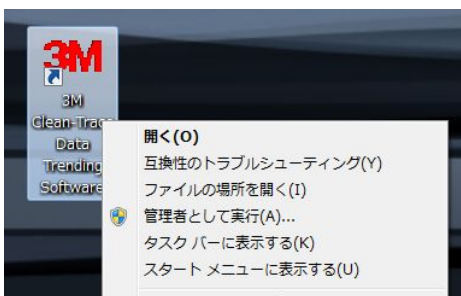 3M
3M
Clean-Trace
Data
Trending
Software
開く(O)
互換性のトラブルシューティング(Y)
ファイルの場所を開く(I)
管理者として実行(A)...
タスク バーに表示する(K)
スタート メニューに表示する(U)